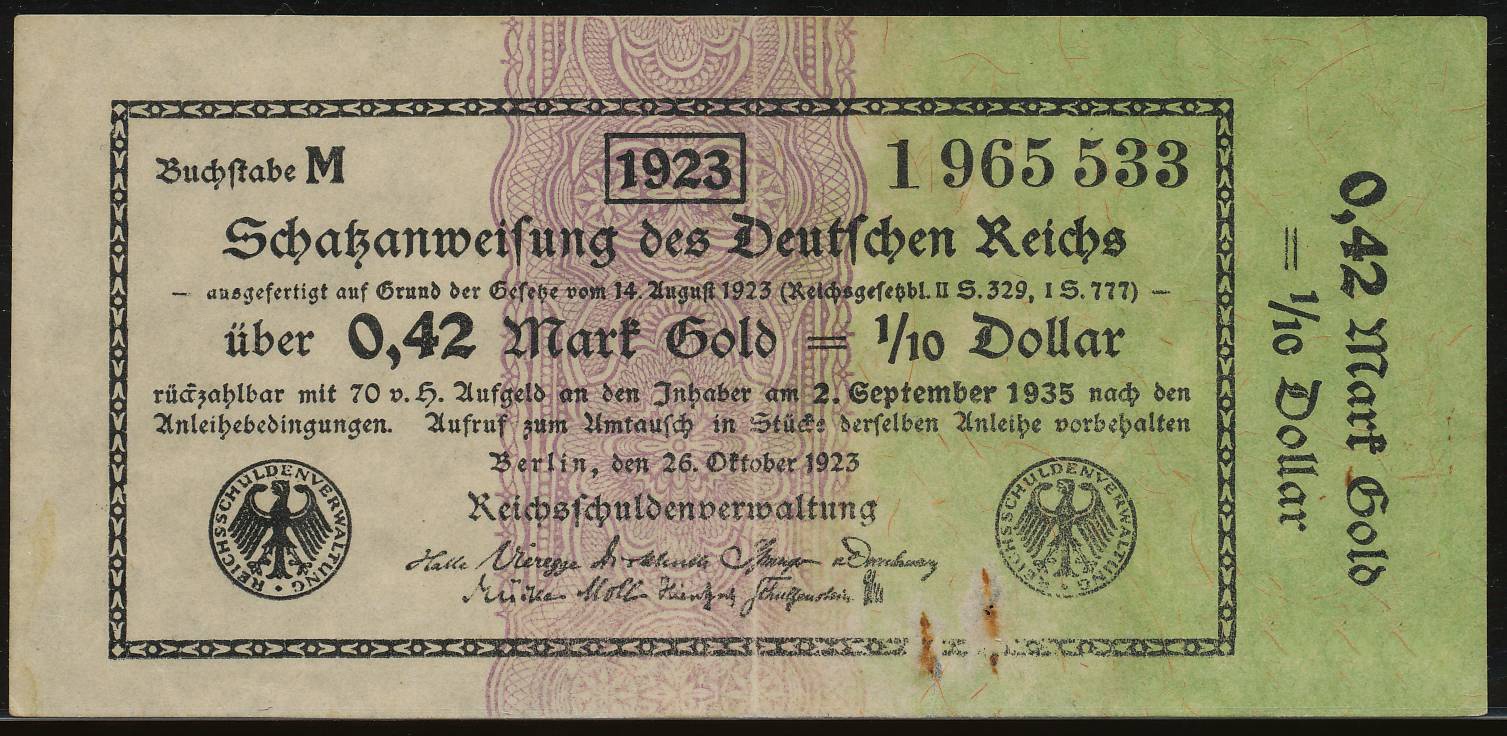 Buchstabe M
1923
1 965 533
Schatzanweisung des Deutschen Reichs
— ausgefertigt auf Grund der Gesetze vom 14. August 1923 (Reichsgesetzbl. II S. 329, I S. 777) —
über 0,42 Mark Gold = 1/10 Dollar
rückzahlbar mit 70 v. H. Aufgeld an den Inhaber am 2. September 1935 nach den
Anleihebedingungen. Aufruf zum Umtausch in Stücke derselben Anleihe vorbehalten
Berlin, den 26. Oktober 1923
Reichsschuldenverwaltung
Halle Vieregge
Moll
REICHSSCHULDENVERWALTUNG
REICHSSCHULDENVERWALTUNG
0,42 Mark Gold
= 1/10 Dollar